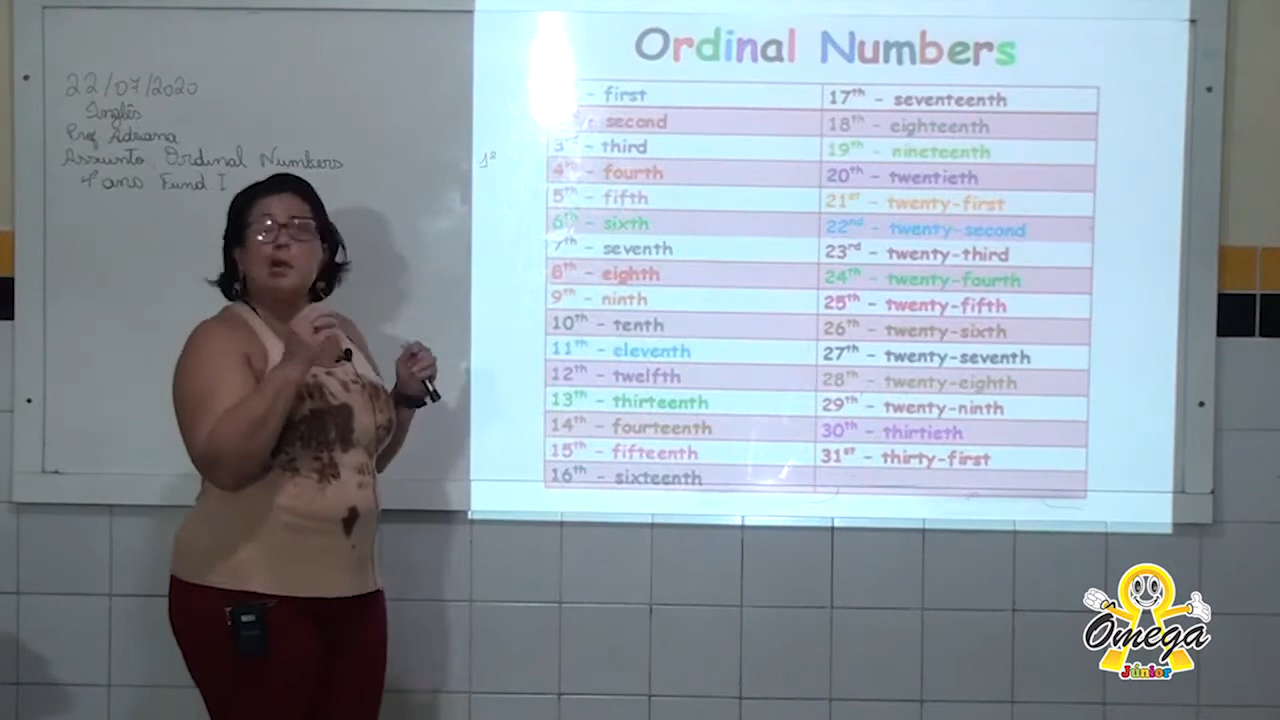 22/07/2020
Inglês
Prof Adriana
Assunto Ordinal Numbers
4º ano Fund I
1º
Ordinal Numbers
- first
second
3rd - third
4th - fourth
5th - fifth
6th - sixth
7th - seventh
8th - eighth
9th - ninth
10th - tenth
11th - eleventh
12th - twelfth
13th - thirteenth
14th - fourteenth
15th - fifteenth
16th - sixteenth
17th - seventeenth
18th - eighteenth
19th - nineteenth
20th - twentieth
21st - twenty-first
22nd - twenty-second
23rd - twenty-third
24th - twenty-fourth
25th - twenty-fifth
26th - twenty-sixth
27th - twenty-seventh
28th - twenty-eighth
29th - twenty-ninth
30th - thirtieth
31st - thirty-first
Ômega
Júnior